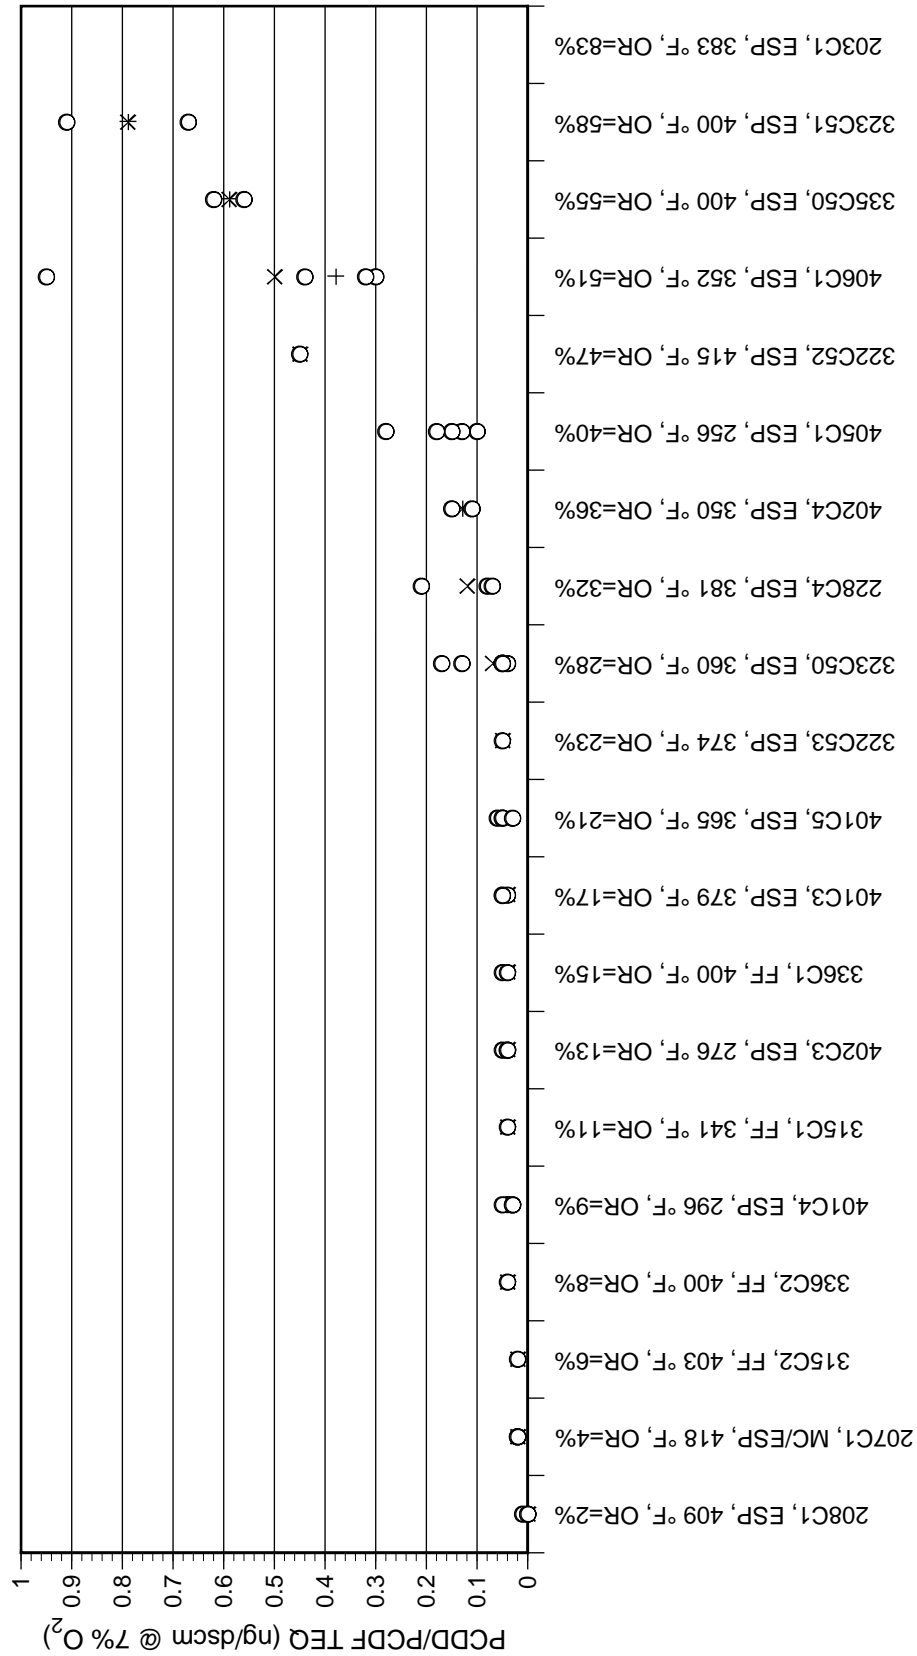 203C1, ESP, 383 °F, OR=83%
323C51, ESP, 400 °F, OR=58%
335C50, ESP, 400 °F, OR=55%
406C1, ESP, 352 °F, OR=51%
322C52, ESP, 415 °F, OR=47%
405C1, ESP, 256 °F, OR=40%
402C4, ESP, 350 °F, OR=36%
228C4, ESP, 381 °F, OR=32%
323C50, ESP, 360 °F, OR=28%
322C53, ESP, 374 °F, OR=23%
401C5, ESP, 365 °F, OR=21%
401C3, ESP, 379 °F, OR=17%
336C1, FF, 400 °F, OR=15%
402C3, ESP, 276 °F, OR=13%
315C1, FF, 341 °F, OR=11%
401C4, ESP, 296 °F, OR=9%
336C2, FF, 400 °F, OR=8%
315C2, FF, 403 °F, OR=6%
207C1, MC/ESP, 418 °F, OR=4%
208C1, ESP, 409 °F, OR=2%
1
0.9
0.8
0.7
0.6
0.5
0.4
0.3
0.2
0.1
0
PCDD/PCDF TEQ (ng/dscm @ 7% O2)